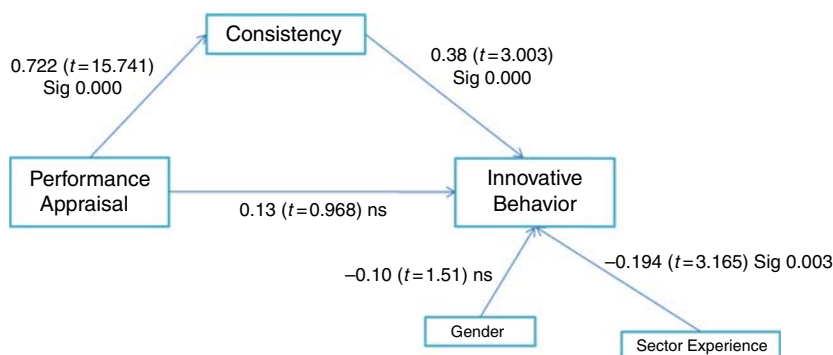 Consistency
0.722 (t=15.741)
Sig 0.000
0.38 (t=3.003)
Sig 0.000
Performance
Appraisal
Innovative
Behavior
0.13 (t=0.968) ns
–0.10 (t=1.51) ns
–0.194 (t=3.165) Sig 0.003
Gender
Sector Experience